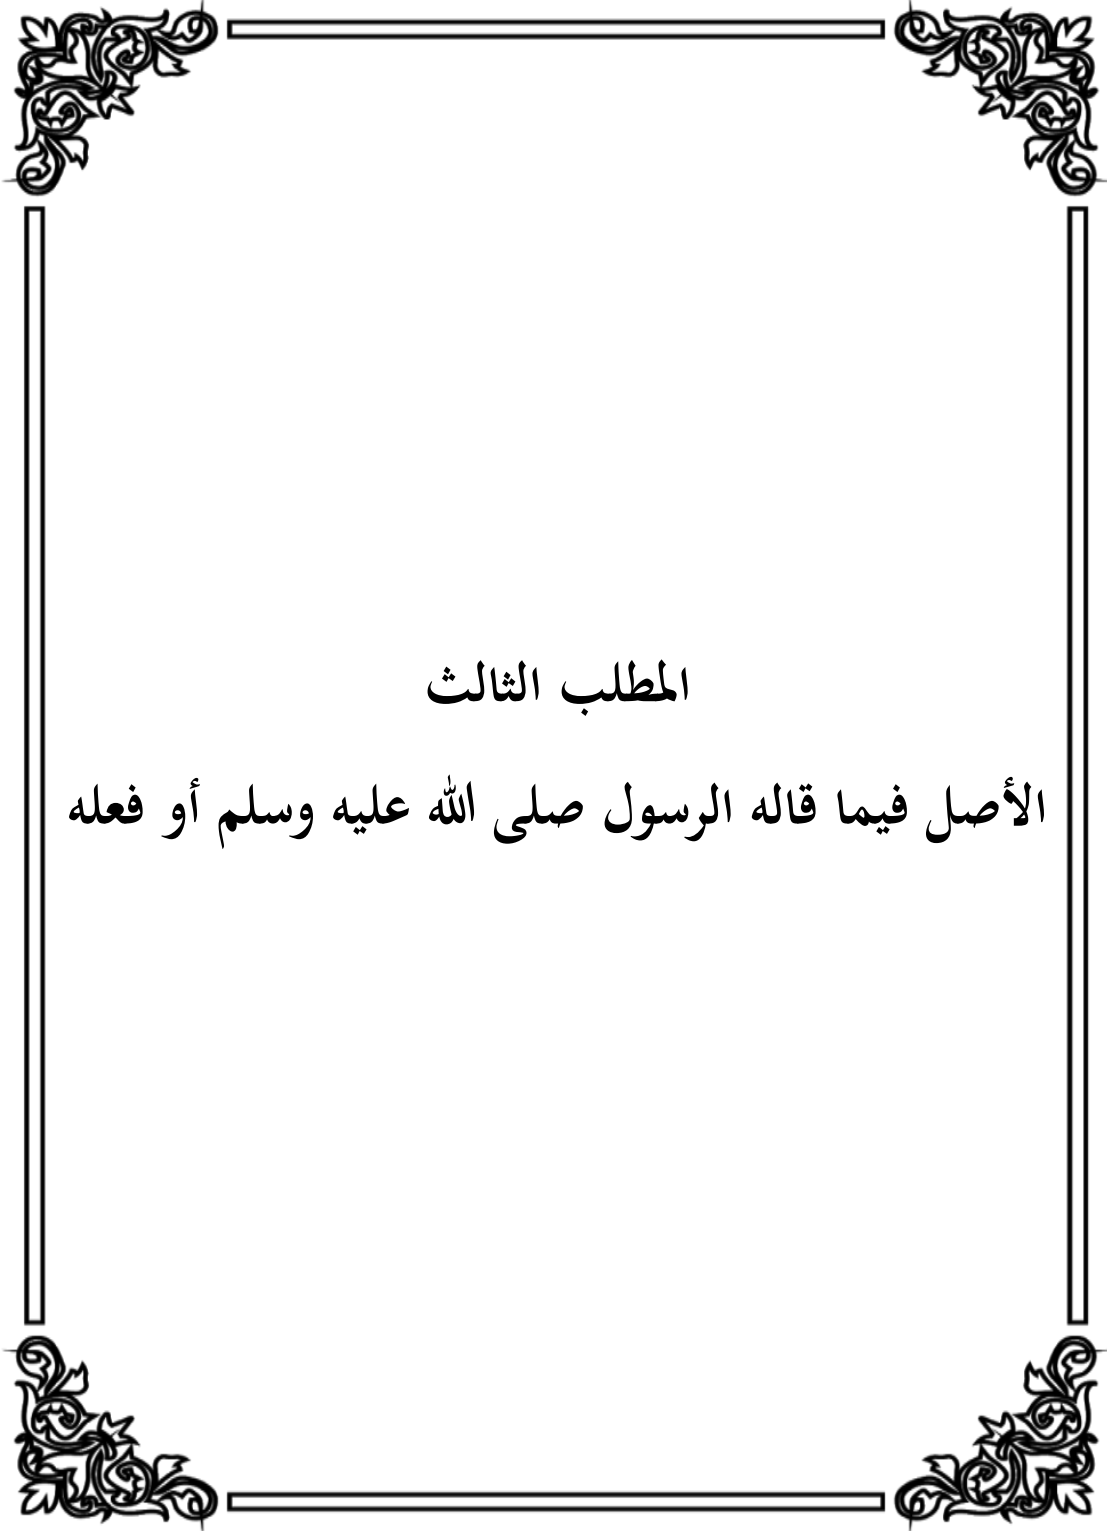 المطلب الثالث
الأصل فيما قاله الرسول صلى الله عليه وسلم أو فعله